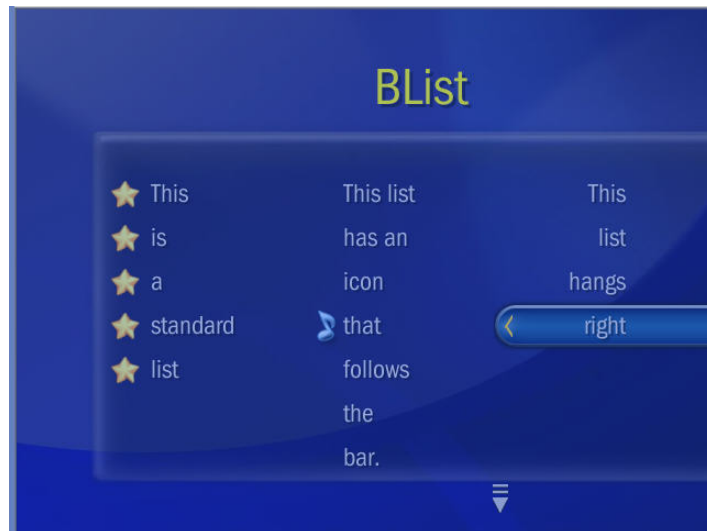 BList
This
is
a
standard
list
This list
has an
icon
that
follows
the
bar.
This
list
hangs
right